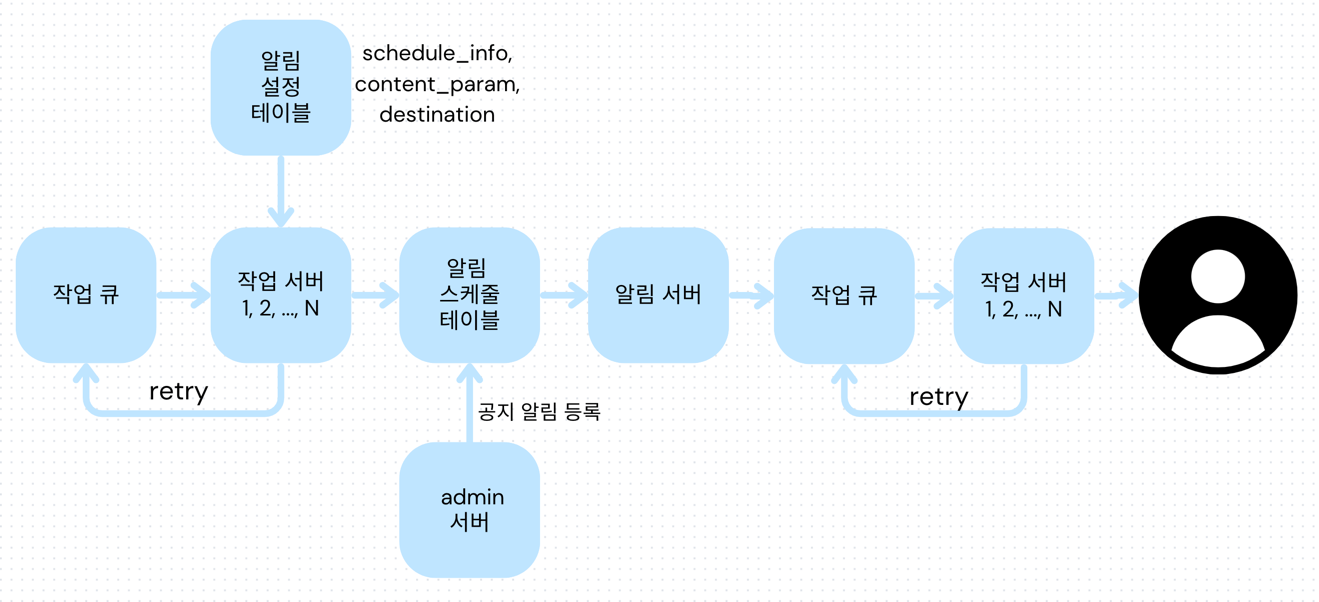 알림
설정
테이블
schedule_info,
content_param,
destination
작업 큐
작업 서버
1, 2, ..., N
알림
스케줄
테이블
알림 서버
작업 큐
작업 서버
1, 2, ..., N
retry
공지 알림 등록
retry
admin
서버